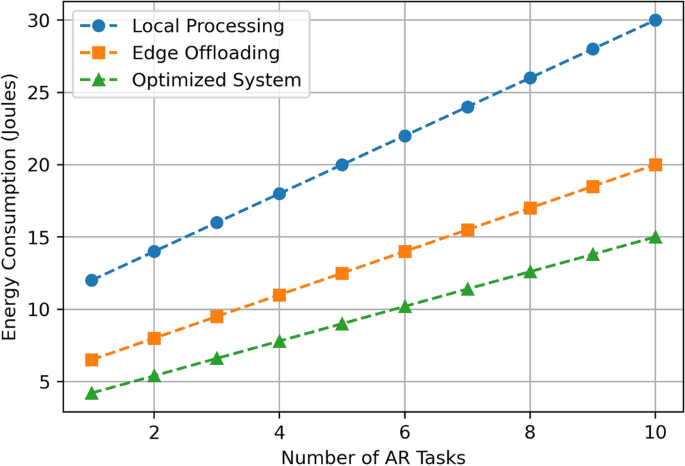 Local Processing
Edge Offloading
Optimized System
Energy Consumption (Joules)
30
25
20
15
10
5
2 4 6 8 10
Number of AR Tasks